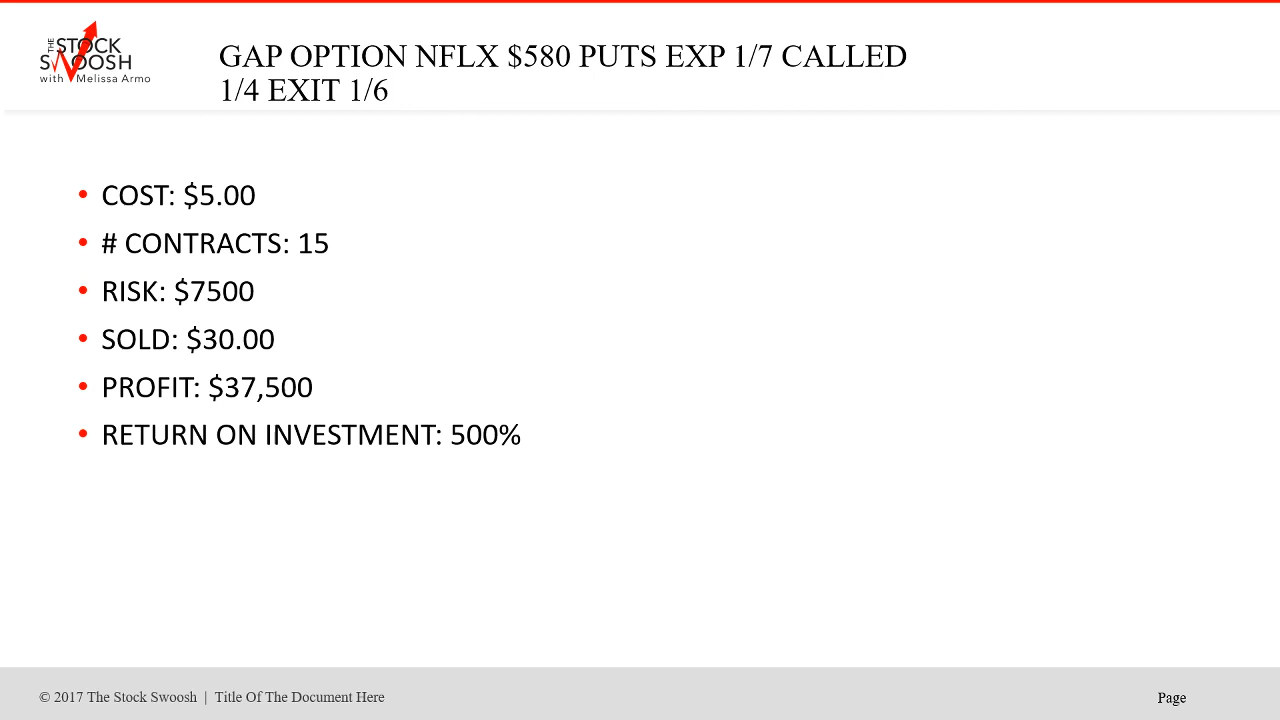 THE
STOCK
SWOOSH
with Melissa Armo
GAP OPTION NFLX $580 PUTS EXP 1/7 CALLED
1/4 EXIT 1/6
• COST: $5.00
• # CONTRACTS: 15
• RISK: $7500
• SOLD: $30.00
• PROFIT: $37,500
• RETURN ON INVESTMENT: 500%
© 2017 The Stock Swoosh | Title Of The Document Here
Page